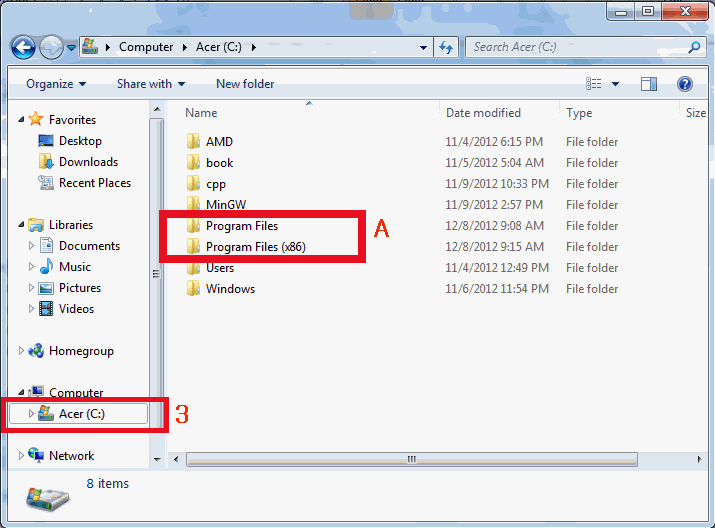 Computer Acer (C:) Search Acer (C:)
Organize Share with New folder
Name Date modified Type Size
Favorites
Desktop
Downloads
Recent Places
Libraries
Documents
Music
Pictures
Videos
Homegroup
Computer
Acer (C:) 3
Network
AMD 11/4/2012 6:15 PM File folder
book 11/5/2012 5:04 AM File folder
cpp 11/9/2012 10:33 PM File folder
MinGW 11/9/2012 2:57 PM File folder
Program Files 12/8/2012 9:08 AM File folder
A
Program Files (x86) 12/8/2012 9:15 AM File folder
Users 11/4/2012 12:49 PM File folder
Windows 11/6/2012 11:54 PM File folder
8 items